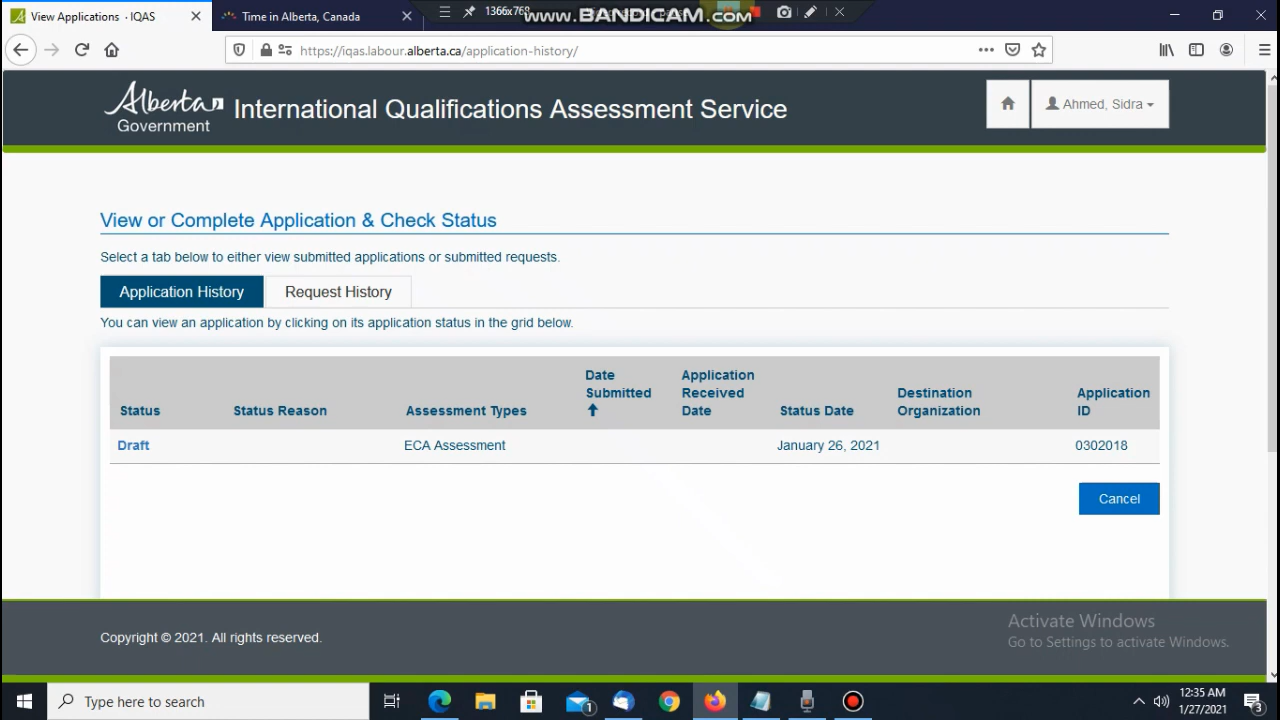 View Applications · IQAS
Time in Alberta, Canada
1366x768
www.BANDICAM.com
https://iqas.labour.alberta.ca/application-history/
Alberta
Government
International Qualifications Assessment Service
Ahmed, Sidra
View or Complete Application & Check Status
Select a tab below to either view submitted applications or submitted requests.
Application History
Request History
You can view an application by clicking on its application status in the grid below.
Status
Status Reason
Assessment Types
Date
Submitted
Application
Received
Date
Status Date
Destination
Organization
Application
ID
Draft
ECA Assessment
January 26, 2021
0302018
Cancel
Copyright © 2021. All rights reserved.
Activate Windows
Go to Settings to activate Windows.
Type here to search
1
12:35 AM
1/27/2021
3